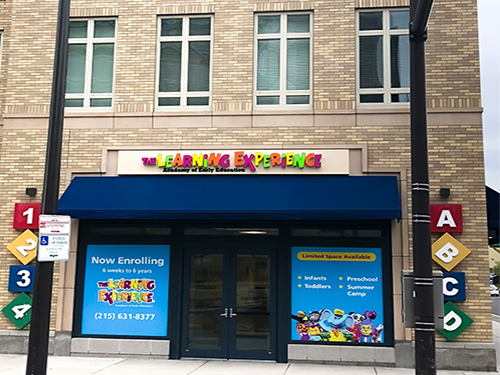 THE LEARNING EXPERIENCE
Academy of Early Education
1
2
3
4
A
B
C
D
Now Enrolling
6 weeks to 6 years
THE LEARNING
EXPERIENCE
(215) 631-8377
Limited Space Available
★ Infants
★ Toddlers
★ Preschool
★ Summer
Camp